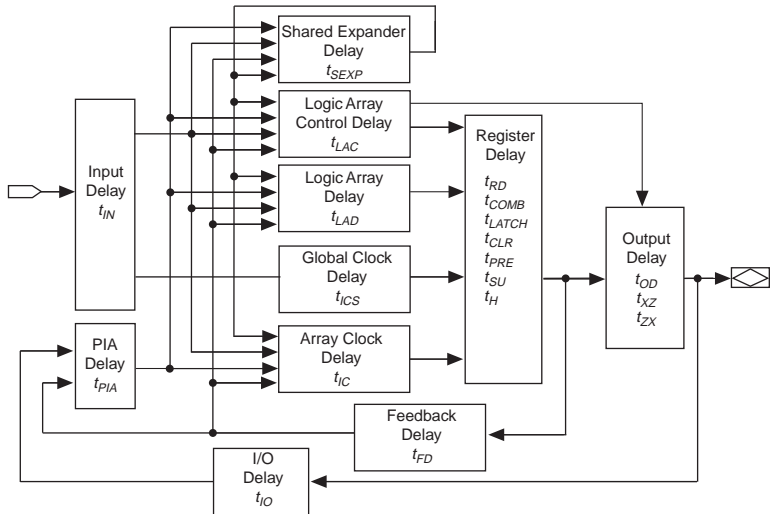 Shared Expander
Delay
tSEXP
Logic Array
Control Delay
tLAC
Register
Delay
tRD
tCOMB
tLATCH
tCLR
tPRE
tSU
tH
Input
Delay
tIN
Logic Array
Delay
tLAD
Output
Delay
tOD
tXZ
tZX
Global Clock
Delay
tICS
PIA
Delay
tPIA
Array Clock
Delay
tIC
Feedback
Delay
tFD
I/O
Delay
tIO